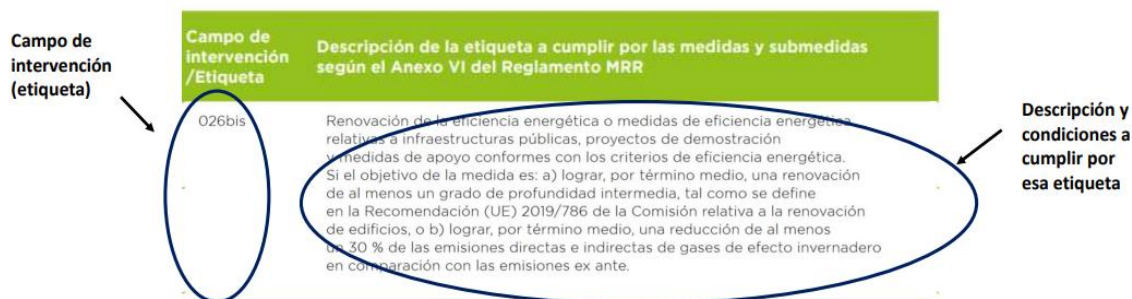 Campo de
intervención
(etiqueta)
Campo de
intervención
/Etiqueta
Descripción de la etiqueta a cumplir por las medidas y submedidas
según el Anexo VI del Reglamento MRR
026bis
Renovación de la eficiencia energética o medidas de eficiencia energética
relativas a infraestructuras públicas, proyectos de demostración
y medidas de apoyo conformes con los criterios de eficiencia energética.
Si el objetivo de la medida es: a) lograr, por término medio, una renovación
de al menos un grado de profundidad intermedia, tal como se define
en la Recomendación (UE) 2019/786 de la Comisión relativa a la renovación
de edificios, o b) lograr, por término medio, una reducción de al menos
un 30 % de las emisiones directas e indirectas de gases de efecto invernadero
en comparación con las emisiones ex ante.
Descripción y
condiciones a
cumplir por
esa etiqueta